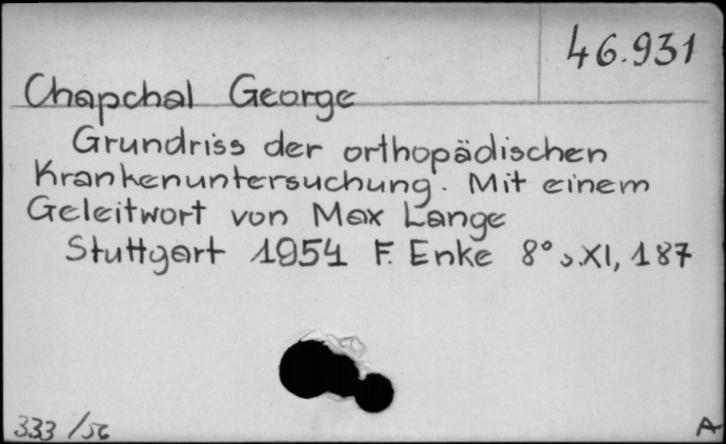 46.931
Chapchal George
Grundriss der orthopädischen
Krankenuntersuchung. Mit einem
Geleitwort von Max Lange
Stuttgart 1954 F. Enke 8° s.XI, 187
333/56
A